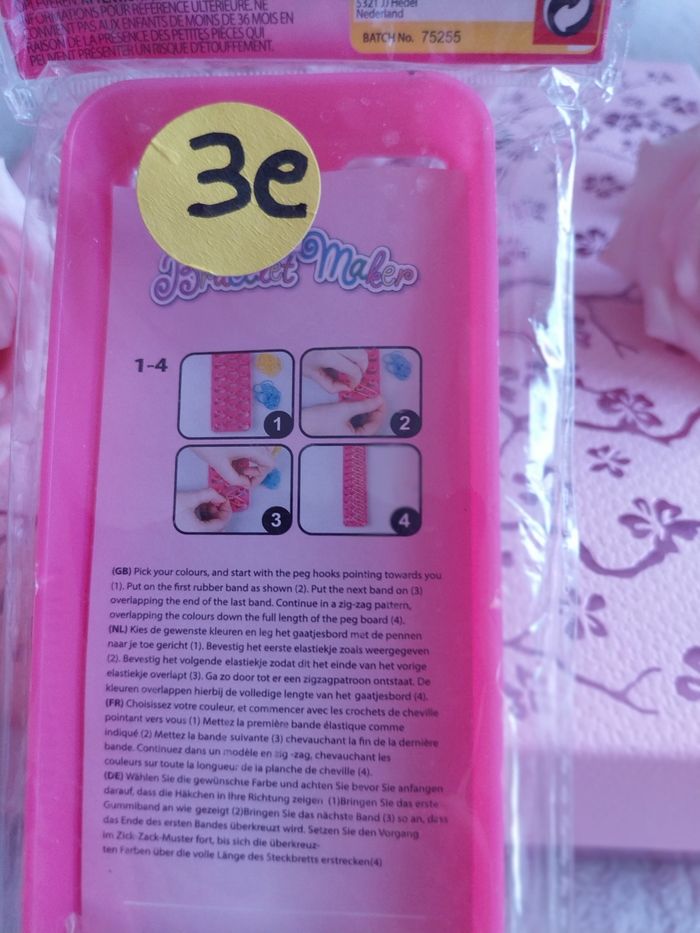 INFORMATIONS POUR RÉFÉRENCE ULTÉRIEURE. NE
CONVIENT PAS AUX ENFANTS DE MOINS DE 36 MOIS EN
RAISON DE LA PRÉSENCE DES PETITES PIÈCES QUI
PEUVENT PRÉSENTER UN RISQUE D'ÉTOUFFEMENT.
5321 JJ Hedel
Nederland
BATCH No. 75255
3e
Bracelet Maker
1-4
1
2
3
4
(GB) Pick your colours, and start with the peg hooks pointing towards you
(1). Put on the first rubber band as shown (2). Put the next band on (3)
overlapping the end of the last band. Continue in a zig-zag pattern,
overlapping the colours down the full length of the peg board (4).
(NL) Kies de gewenste kleuren en leg het gaatjesbord met de pennen
naar je toe gericht (1). Bevestig het eerste elastiekje zoals weergegeven
(2). Bevestig het volgende elastiekje zodat dit het einde van het vorige
elastiekje overlapt (3). Ga zo door tot er een zigzagpatroon ontstaat. De
kleuren overlappen hierbij de volledige lengte van het gaatjesbord (4).
(FR) Choisissez votre couleur, et commencer avec les crochets de cheville
pointant vers vous (1) Mettez la première bande élastique comme
indiqué (2) Mettez la bande suivante (3) chevauchant la fin de la dernière
bande. Continuez dans un modèle en zig -zag, chevauchant les
couleurs sur toute la longueur de la planche de cheville (4).
(DE) Wählen Sie die gewünschte Farbe und achten Sie bevor Sie anfangen
darauf, dass die Häkchen in Ihre Richtung zeigen (1)Bringen Sie das erste
Gummiband an wie gezeigt (2)Bringen Sie das nächste Band (3) so an, dass
das Ende des ersten Bandes überkreuzt wird. Setzen Sie den Vorgang
im Zick-Zack-Muster fort, bis sich die überkreuz-
ten Farben über die volle Länge des Steckbretts erstrecken(4)